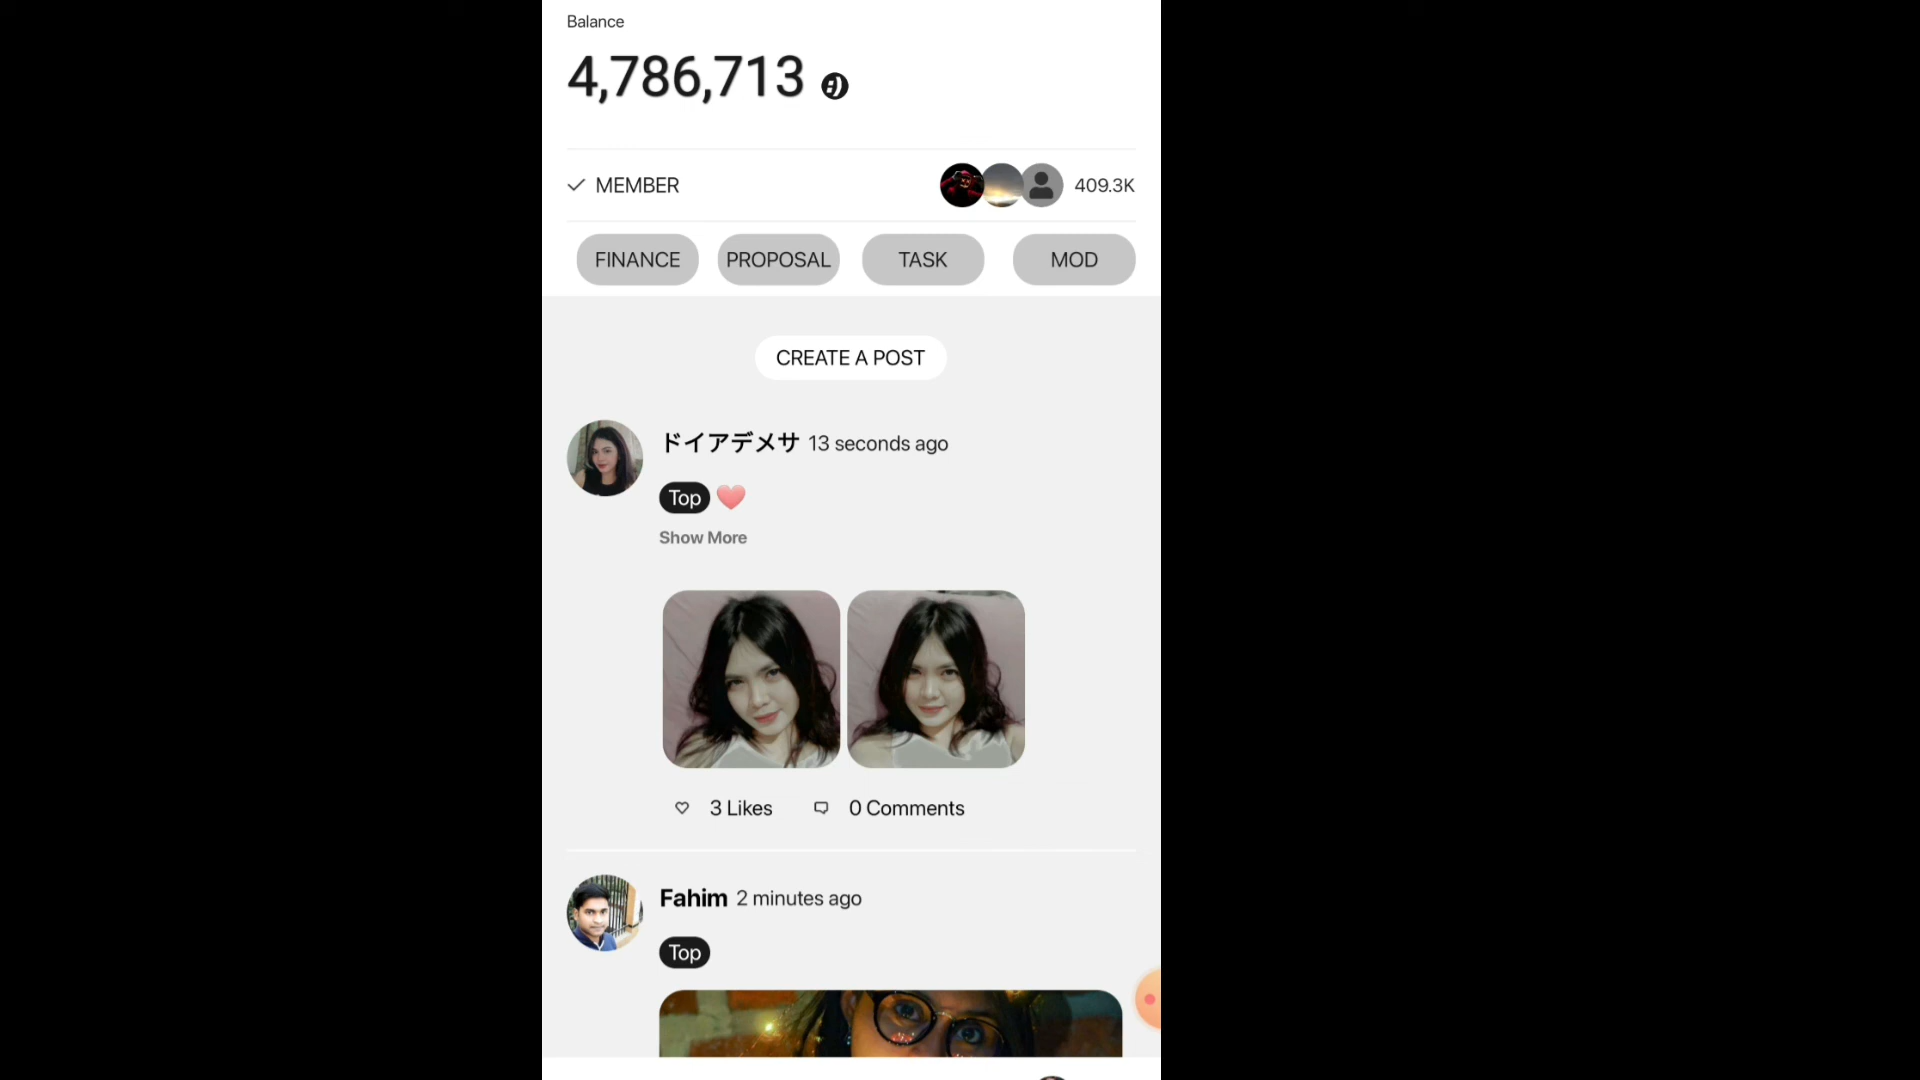 Balance
4,786,713
MEMBER 409.3K
FINANCE PROPOSAL TASK MOD
CREATE A POST
ドイアデメサ 13 seconds ago
Top
Show More
3 Likes 0 Comments
Fahim 2 minutes ago
Top